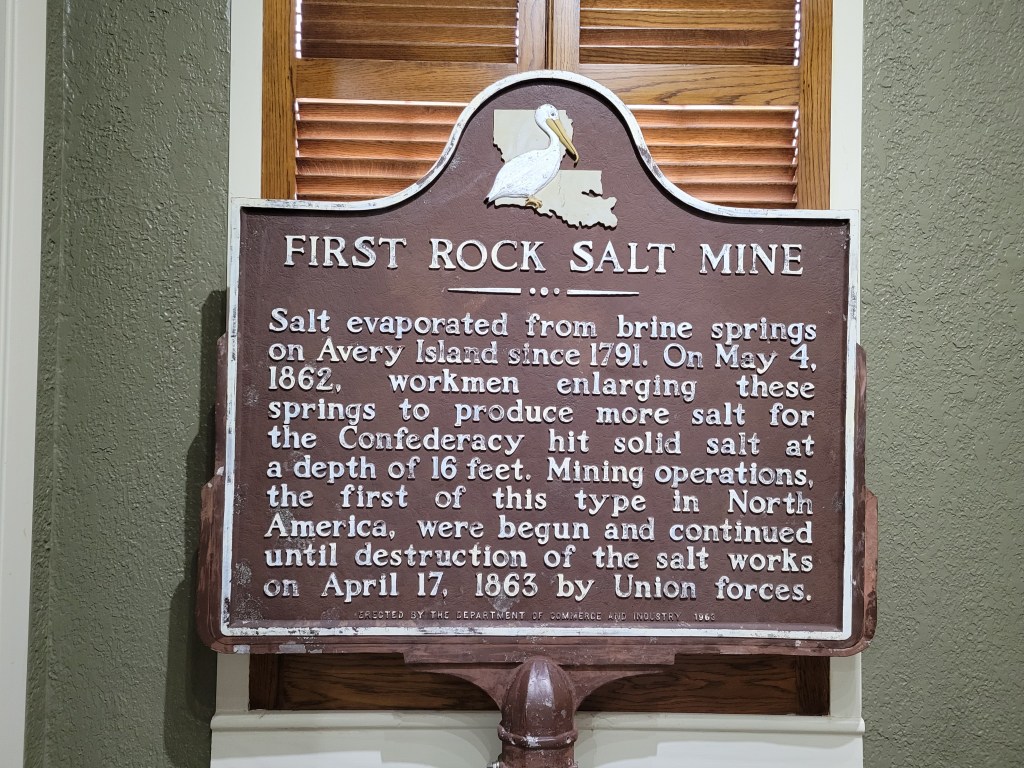 FIRST ROCK SALT MINE
Salt evaporated from brine springs
on Avery Island since 1791. On May 4,
1862, workmen enlarging these
springs to produce more salt for
the Confederacy hit solid salt at
a depth of 16 feet. Mining operations,
the first of this type in North
America, were begun and continued
until destruction of the salt works
on April 17, 1863 by Union forces.
ERECTED BY THE DEPARTMENT OF COMMERCE AND INDUSTRY